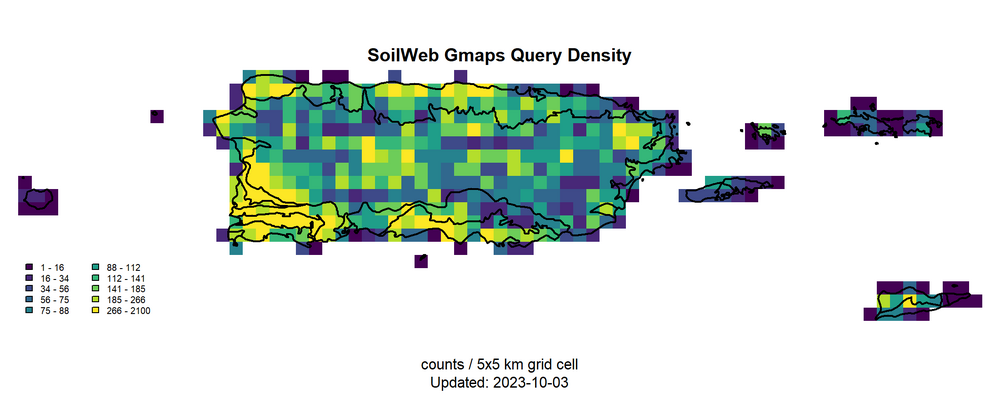 SoilWeb Gmaps Query Density
1 - 16
16 - 34
34 - 56
56 - 75
75 - 88
88 - 112
112 - 141
141 - 185
185 - 266
266 - 2100
counts / 5x5 km grid cell
Updated: 2023-10-03